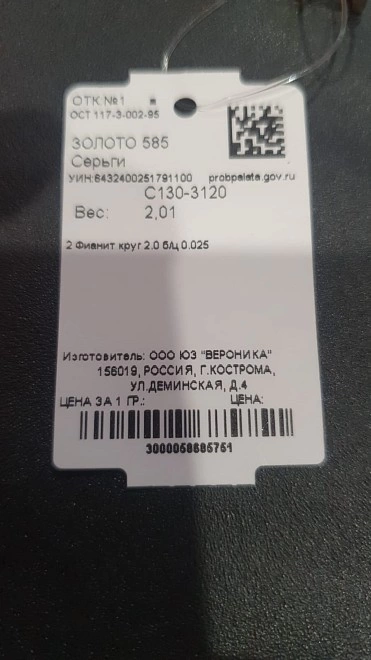 ОТК №1
ОСТ 117-3-002-95
ЗОЛОТО 585
Серьги
УИН:6432400251791100 probpalata.gov.ru
С130-3120
Вес: 2,01
2 Фианит круг 2.0 б/ц 0.025
Изготовитель: ООО ЮЗ "ВЕРОНИКА"
156019, РОССИЯ, Г.КОСТРОМА,
УЛ.ДЕМИНСКАЯ, Д.4
ЦЕНА ЗА 1 ГР.: ЦЕНА:
3000058685751